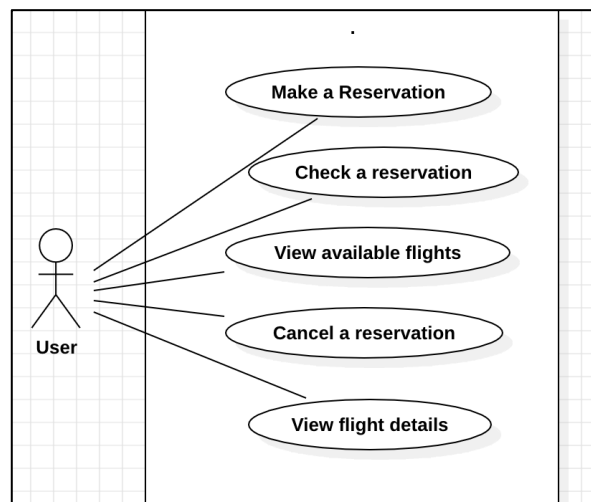 .
Make a Reservation
Check a reservation
View available flights
Cancel a reservation
User
View flight details